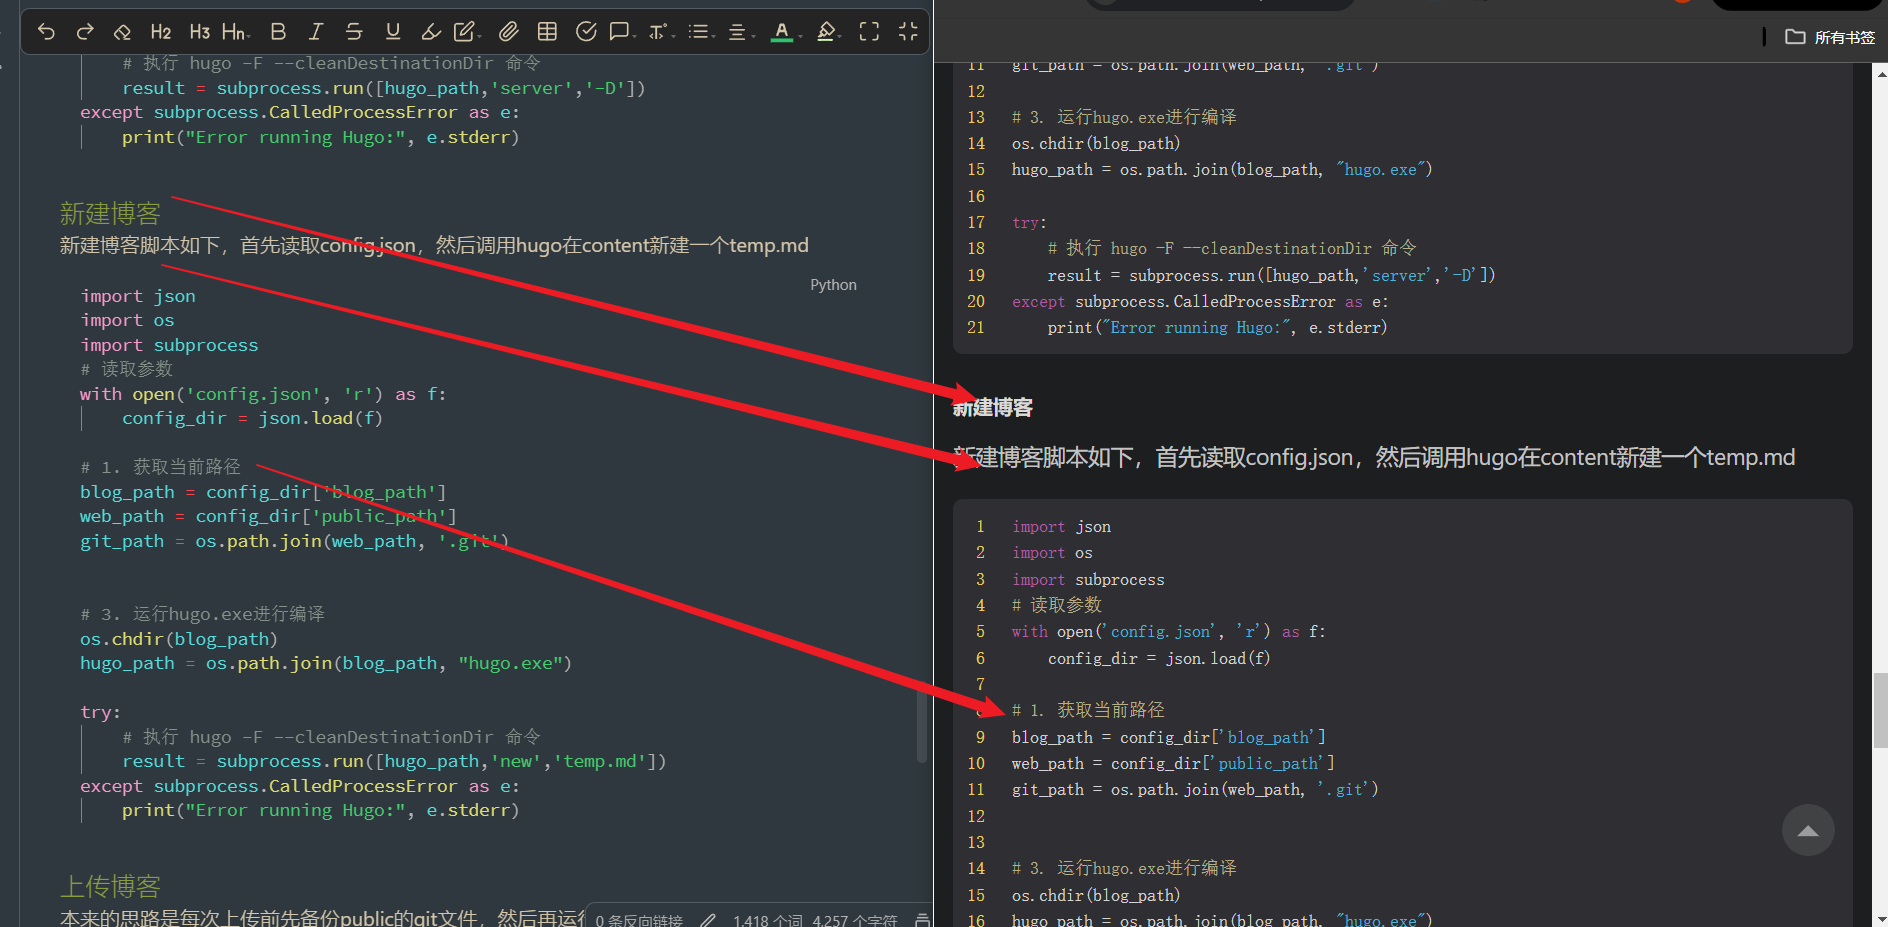 H2 H3 Hn B I S U A
# 执行 hugo -F --cleanDestinationDir 命令
result = subprocess.run([hugo_path,'server','-D'])
except subprocess.CalledProcessError as e:
print("Error running Hugo:", e.stderr)
新建博客
新建博客脚本如下，首先读取config.json，然后调用hugo在content新建一个temp.md
Python
import json
import os
import subprocess
# 读取参数
with open('config.json', 'r') as f:
config_dir = json.load(f)
# 1. 获取当前路径
blog_path = config_dir['blog_path']
web_path = config_dir['public_path']
git_path = os.path.join(web_path, '.git')
# 3. 运行hugo.exe进行编译
os.chdir(blog_path)
hugo_path = os.path.join(blog_path, "hugo.exe")
try:
# 执行 hugo -F --cleanDestinationDir 命令
result = subprocess.run([hugo_path,'new','temp.md'])
except subprocess.CalledProcessError as e:
print("Error running Hugo:", e.stderr)
上传博客
本来的思路是每次上传前先备份public的git文件，然后再运行
0 条反向链接 1,418 个词 4,257 个字符
所有书签
11 git_path = os.path.join(web_path, '.git')
12
13 # 3. 运行hugo.exe进行编译
14 os.chdir(blog_path)
15 hugo_path = os.path.join(blog_path, "hugo.exe")
16
17 try:
18 # 执行 hugo -F --cleanDestinationDir 命令
19 result = subprocess.run([hugo_path,'server','-D'])
20 except subprocess.CalledProcessError as e:
21 print("Error running Hugo:", e.stderr)
新建博客
新建博客脚本如下，首先读取config.json，然后调用hugo在content新建一个temp.md
1 import json
2 import os
3 import subprocess
4 # 读取参数
5 with open('config.json', 'r') as f:
6 config_dir = json.load(f)
7
# 1. 获取当前路径
9 blog_path = config_dir['blog_path']
10 web_path = config_dir['public_path']
11 git_path = os.path.join(web_path, '.git')
12
13
14 # 3. 运行hugo.exe进行编译
15 os.chdir(blog_path)
16 hugo_path = os.path.join(blog_path, "hugo.exe")